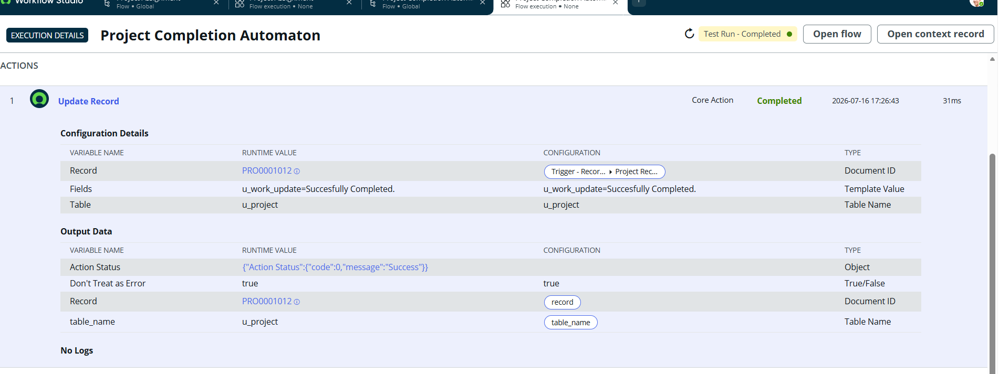 Workflow Studio
Flow • Global
Flow execution • None
Flow • Global
Flow execution • None
EXECUTION DETAILS
Project Completion Automaton
Test Run - Completed
Open flow
Open context record
ACTIONS
1 Update Record Core Action Completed 2026-07-16 17:26:43 31ms
Configuration Details
VARIABLE NAME RUNTIME VALUE CONFIGURATION TYPE
Record PRO0001012 Trigger - Recor... Project Rec... Document ID
Fields u_work_update=Succesfully Completed. u_work_update=Succesfully Completed. Template Value
Table u_project u_project Table Name
Output Data
VARIABLE NAME RUNTIME VALUE CONFIGURATION TYPE
Action Status {"Action Status":{"code":0,"message":"Success"}} Object
Don't Treat as Error true true True/False
Record PRO0001012 record Document ID
table_name u_project table_name Table Name
No Logs